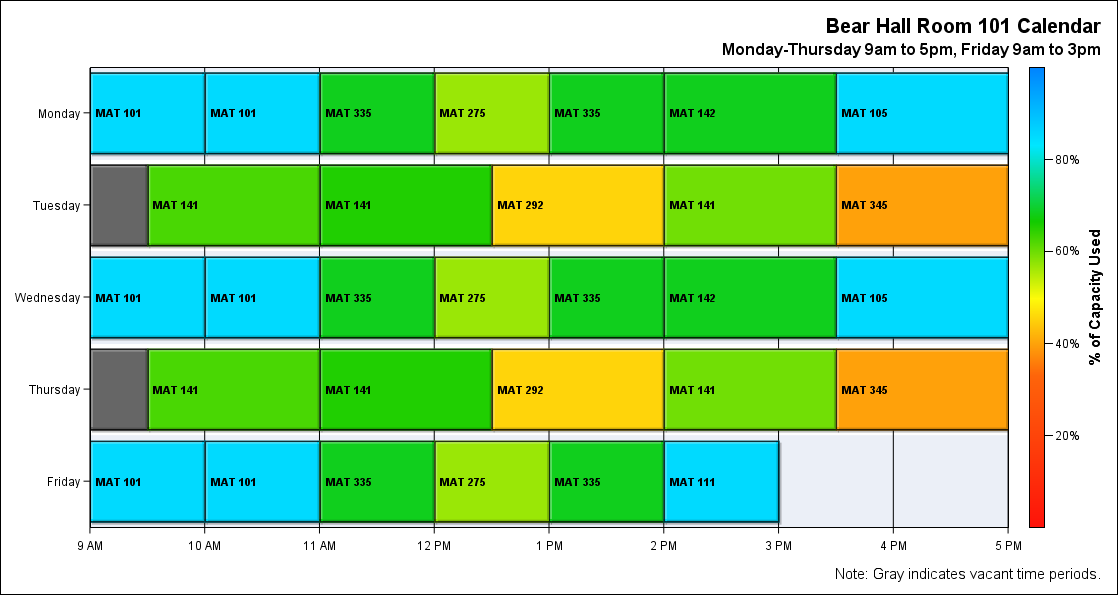 Bear Hall Room 101 Calendar
Monday-Thursday 9am to 5pm, Friday 9am to 3pm
Monday MAT 101 MAT 101 MAT 335 MAT 275 MAT 335 MAT 142 MAT 105
80%
Tuesday MAT 141 MAT 141 MAT 292 MAT 141 MAT 345
60%
Wednesday MAT 101 MAT 101 MAT 335 MAT 275 MAT 335 MAT 142 MAT 105
% of Capacity Used
40%
Thursday MAT 141 MAT 141 MAT 292 MAT 141 MAT 345
20%
Friday MAT 101 MAT 101 MAT 335 MAT 275 MAT 335 MAT 111
9 AM 10 AM 11 AM 12 PM 1 PM 2 PM 3 PM 4 PM 5 PM
Note: Gray indicates vacant time periods.